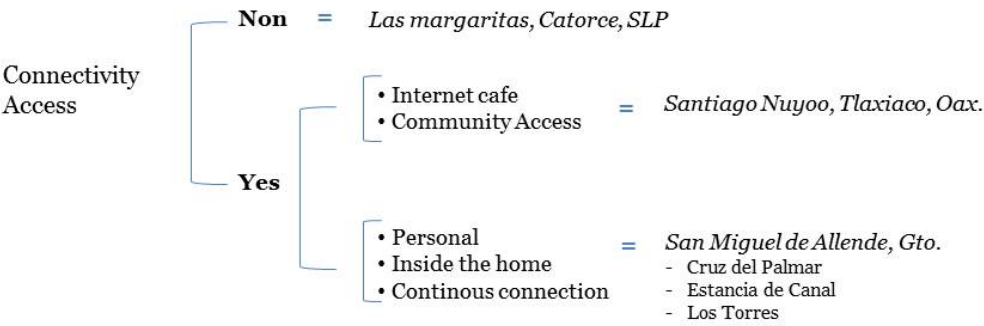 Non = Las margaritas, Catorce, SLP
Connectivity
Access
• Internet cafe
• Community Access
= Santiago Nuyoo, Tlaxiaco, Oax.
Yes
• Personal
• Inside the home
• Continous connection
= San Miguel de Allende, Gto.
- Cruz del Palmar
- Estancia de Canal
- Los Torres